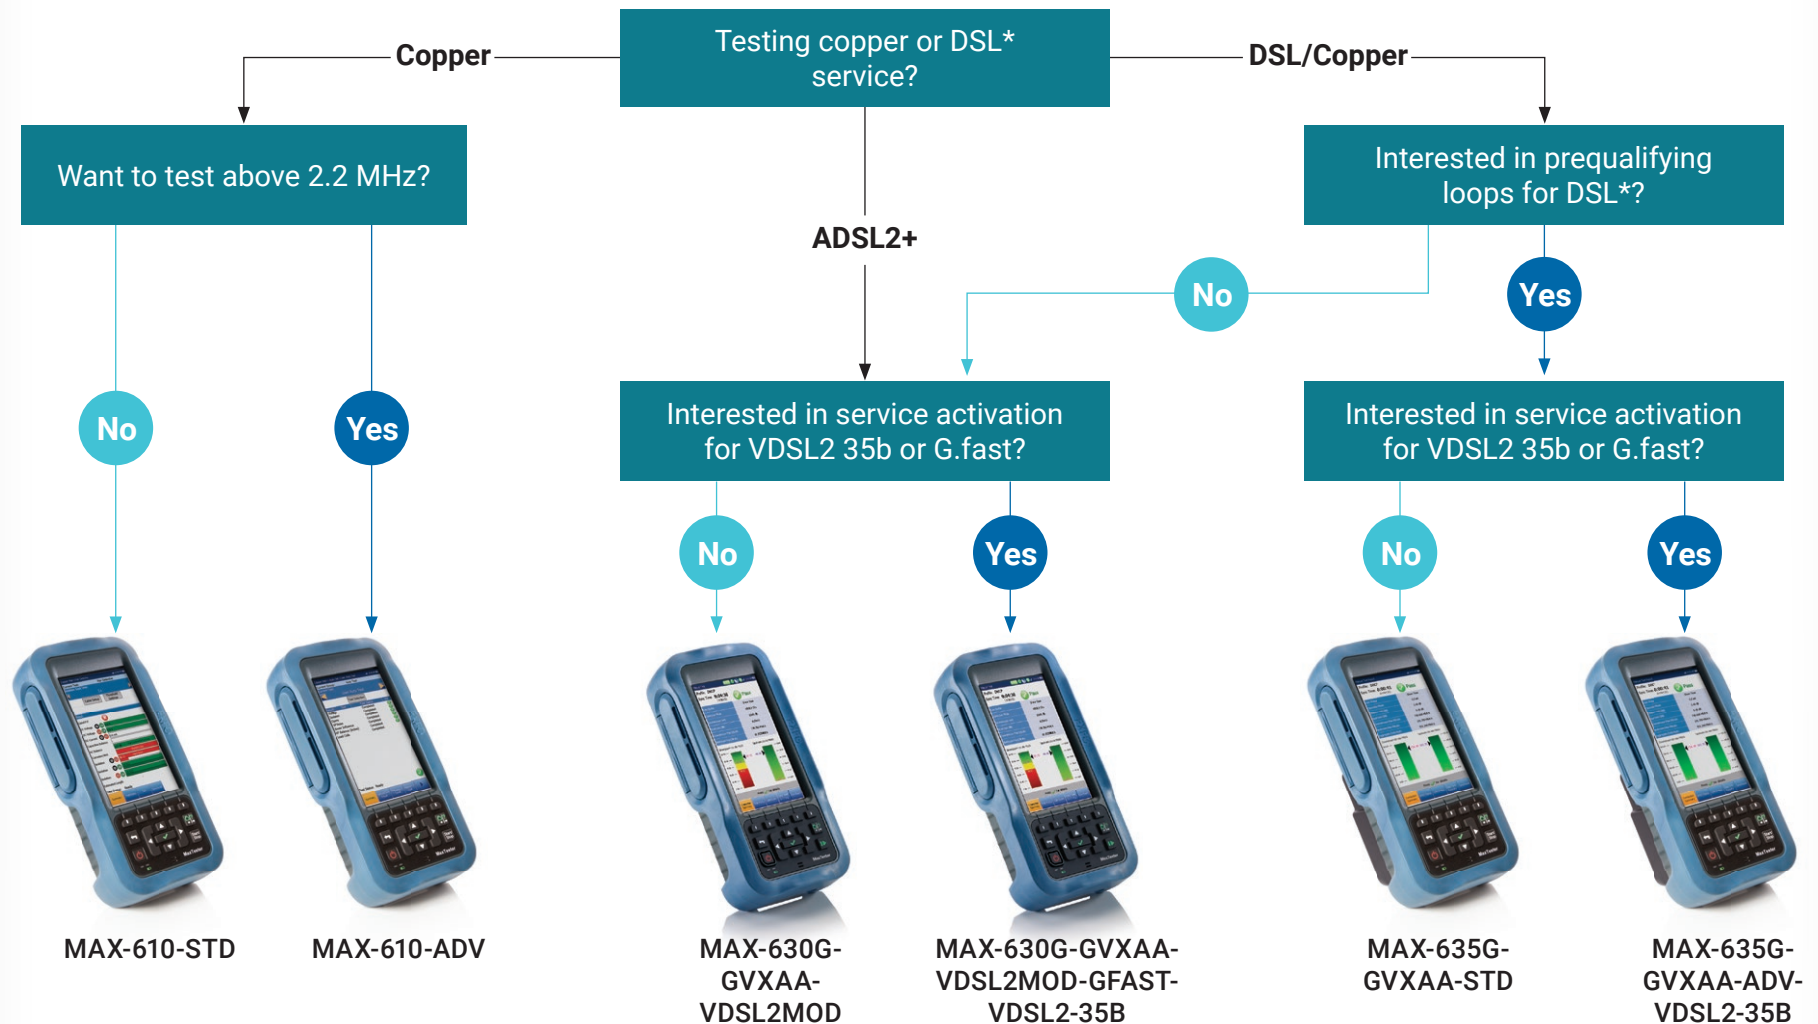 Testing copper or DSL*
service?
Copper
DSL/Copper
Want to test above 2.2 MHz?
Interested in prequalifying
loops for DSL*?
ADSL2+
No
Yes
No
Yes
Interested in service activation
for VDSL2 35b or G.fast?
Interested in service activation
for VDSL2 35b or G.fast?
No
Yes
No
Yes
MAX-610-STD
MAX-610-ADV
MAX-630G-
GVXAA-
VDSL2MOD
MAX-630G-GVXAA-
VDSL2MOD-GFAST-
VDSL2-35B
MAX-635G-
GVXAA-STD
MAX-635G-
GVXAA-ADV-
VDSL2-35B